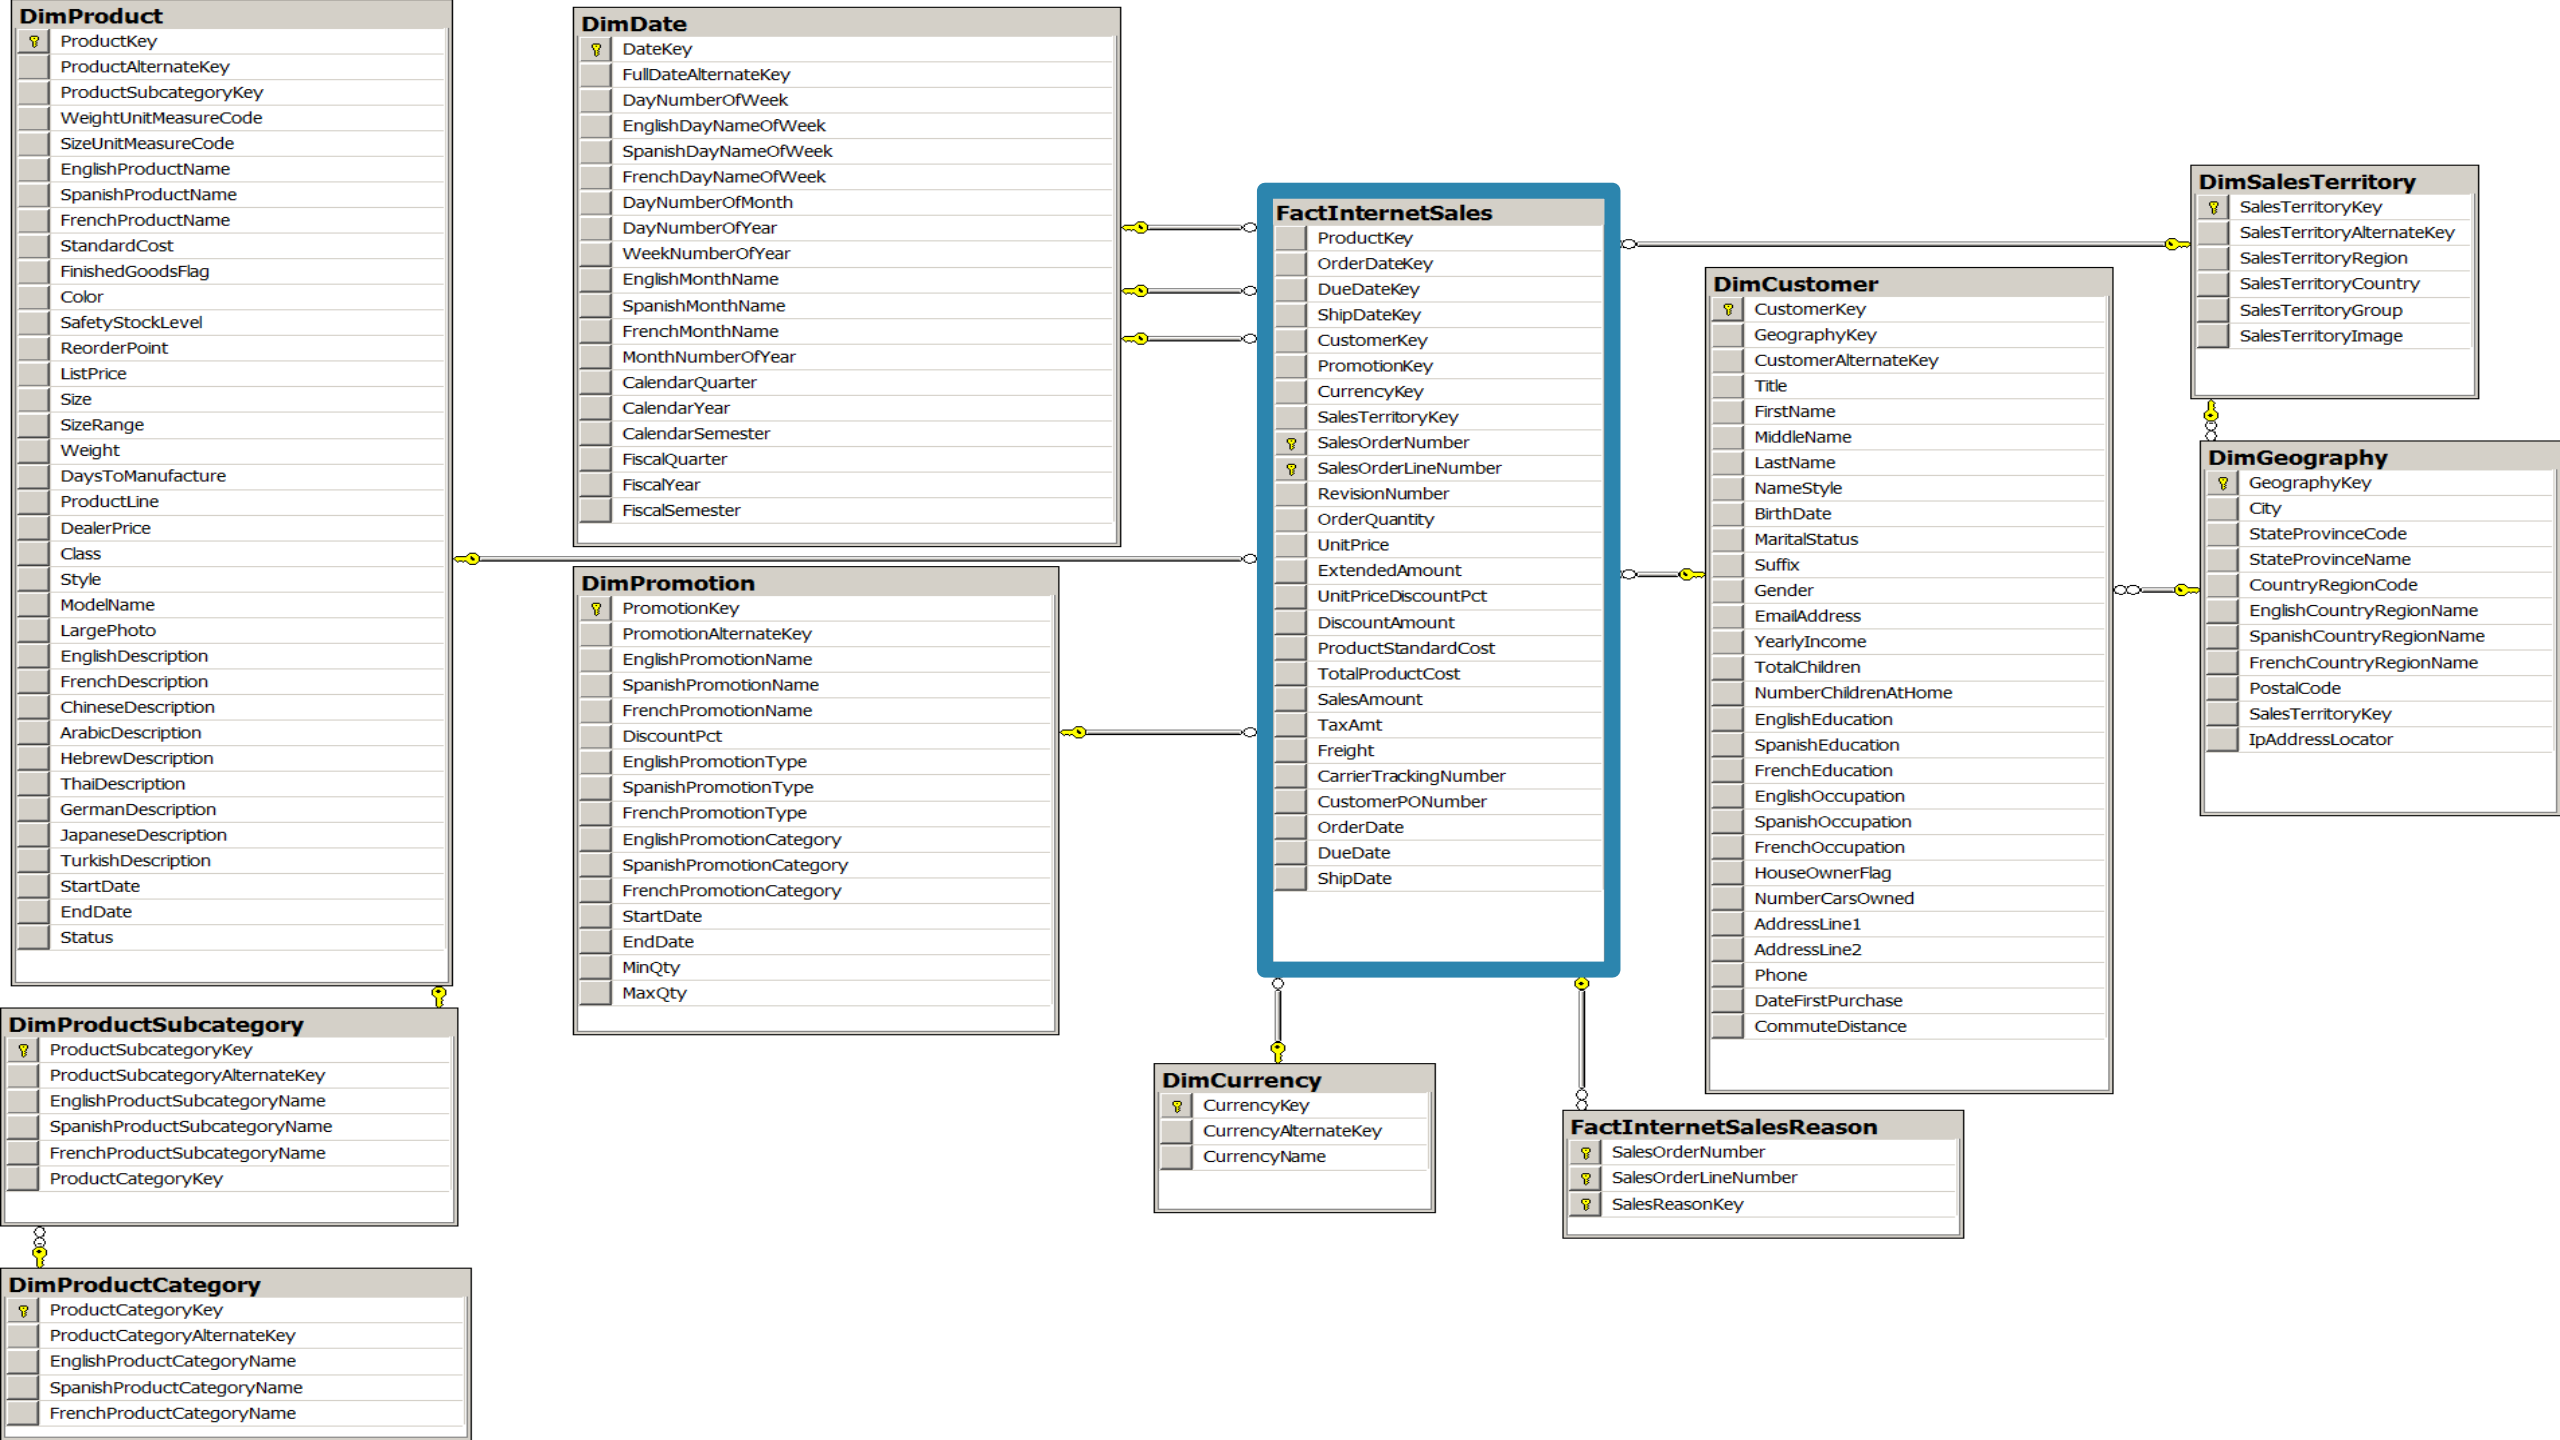 DimProduct
ProductKey
ProductAlternateKey
ProductSubcategoryKey
WeightUnitMeasureCode
SizeUnitMeasureCode
EnglishProductName
SpanishProductName
FrenchProductName
StandardCost
FinishedGoodsFlag
Color
SafetyStockLevel
ReorderPoint
ListPrice
Size
SizeRange
Weight
DaysToManufacture
ProductLine
DealerPrice
Class
Style
ModelName
LargePhoto
EnglishDescription
FrenchDescription
ChineseDescription
ArabicDescription
HebrewDescription
ThaiDescription
GermanDescription
JapaneseDescription
TurkishDescription
StartDate
EndDate
Status
DimProductSubcategory
ProductSubcategoryKey
ProductSubcategoryAlternateKey
EnglishProductSubcategoryName
SpanishProductSubcategoryName
FrenchProductSubcategoryName
ProductCategoryKey
DimProductCategory
ProductCategoryKey
ProductCategoryAlternateKey
EnglishProductCategoryName
SpanishProductCategoryName
FrenchProductCategoryName
DimDate
DateKey
FullDateAlternateKey
DayNumberOfWeek
EnglishDayNameOfWeek
SpanishDayNameOfWeek
FrenchDayNameOfWeek
DayNumberOfMonth
DayNumberOfYear
WeekNumberOfYear
EnglishMonthName
SpanishMonthName
FrenchMonthName
MonthNumberOfYear
CalendarQuarter
CalendarYear
CalendarSemester
FiscalQuarter
FiscalYear
FiscalSemester
DimPromotion
PromotionKey
PromotionAlternateKey
EnglishPromotionName
SpanishPromotionName
FrenchPromotionName
DiscountPct
EnglishPromotionType
SpanishPromotionType
FrenchPromotionType
EnglishPromotionCategory
SpanishPromotionCategory
FrenchPromotionCategory
StartDate
EndDate
MinQty
MaxQty
FactInternetSales
ProductKey
OrderDateKey
DueDateKey
ShipDateKey
CustomerKey
PromotionKey
CurrencyKey
SalesTerritoryKey
SalesOrderNumber
SalesOrderLineNumber
RevisionNumber
OrderQuantity
UnitPrice
ExtendedAmount
UnitPriceDiscountPct
DiscountAmount
ProductStandardCost
TotalProductCost
SalesAmount
TaxAmt
Freight
CarrierTrackingNumber
CustomerPONumber
OrderDate
DueDate
ShipDate
DimCurrency
CurrencyKey
CurrencyAlternateKey
CurrencyName
FactInternetSalesReason
SalesOrderNumber
SalesOrderLineNumber
SalesReasonKey
DimCustomer
CustomerKey
GeographyKey
CustomerAlternateKey
Title
FirstName
MiddleName
LastName
NameStyle
BirthDate
MaritalStatus
Suffix
Gender
EmailAddress
YearlyIncome
TotalChildren
NumberChildrenAtHome
EnglishEducation
SpanishEducation
FrenchEducation
EnglishOccupation
SpanishOccupation
FrenchOccupation
HouseOwnerFlag
NumberCarsOwned
AddressLine1
AddressLine2
Phone
DateFirstPurchase
CommuteDistance
DimSalesTerritory
SalesTerritoryKey
SalesTerritoryAlternateKey
SalesTerritoryRegion
SalesTerritoryCountry
SalesTerritoryGroup
SalesTerritoryImage
DimGeography
GeographyKey
City
StateProvinceCode
StateProvinceName
CountryRegionCode
EnglishCountryRegionName
SpanishCountryRegionName
FrenchCountryRegionName
PostalCode
SalesTerritoryKey
IpAddressLocator